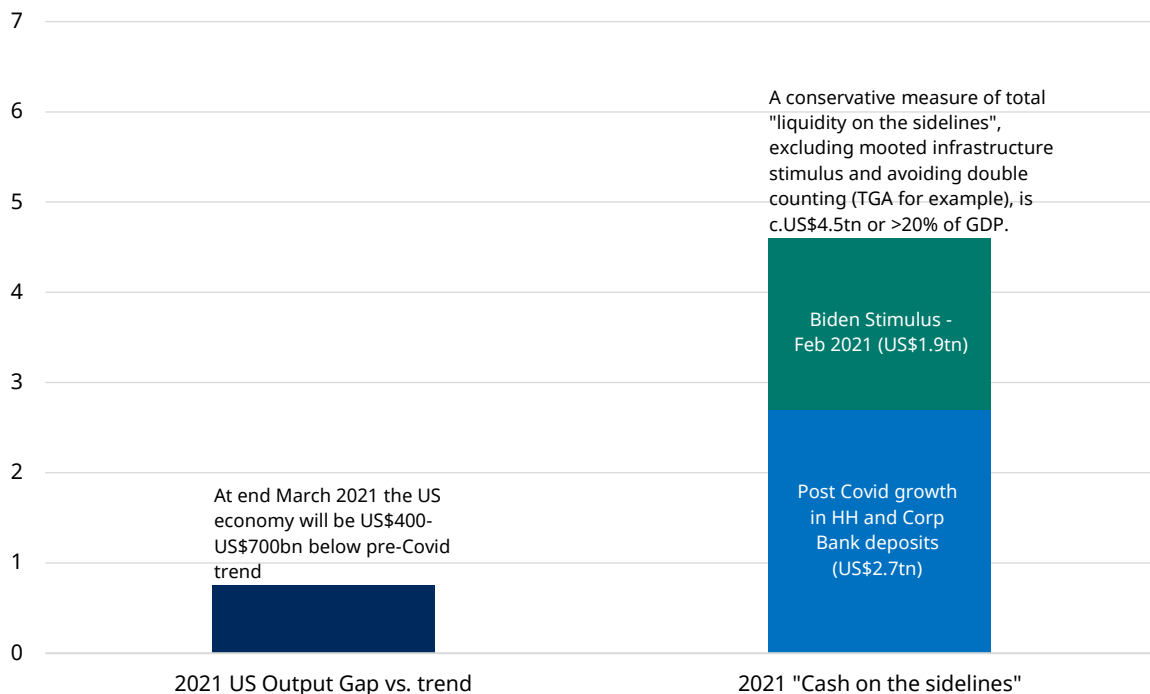 7
6
5
4
3
2
1
0
A conservative measure of total
"liquidity on the sidelines",
excluding mooted infrastructure
stimulus and avoiding double
counting (TGA for example), is
c.US$4.5tn or >20% of GDP.
Biden Stimulus -
Feb 2021 (US$1.9tn)
At end March 2021 the US
economy will be US$400-
US$700bn below pre-Covid
trend
Post Covid growth
in HH and Corp
Bank deposits
(US$2.7tn)
2021 US Output Gap vs. trend
2021 "Cash on the sidelines"